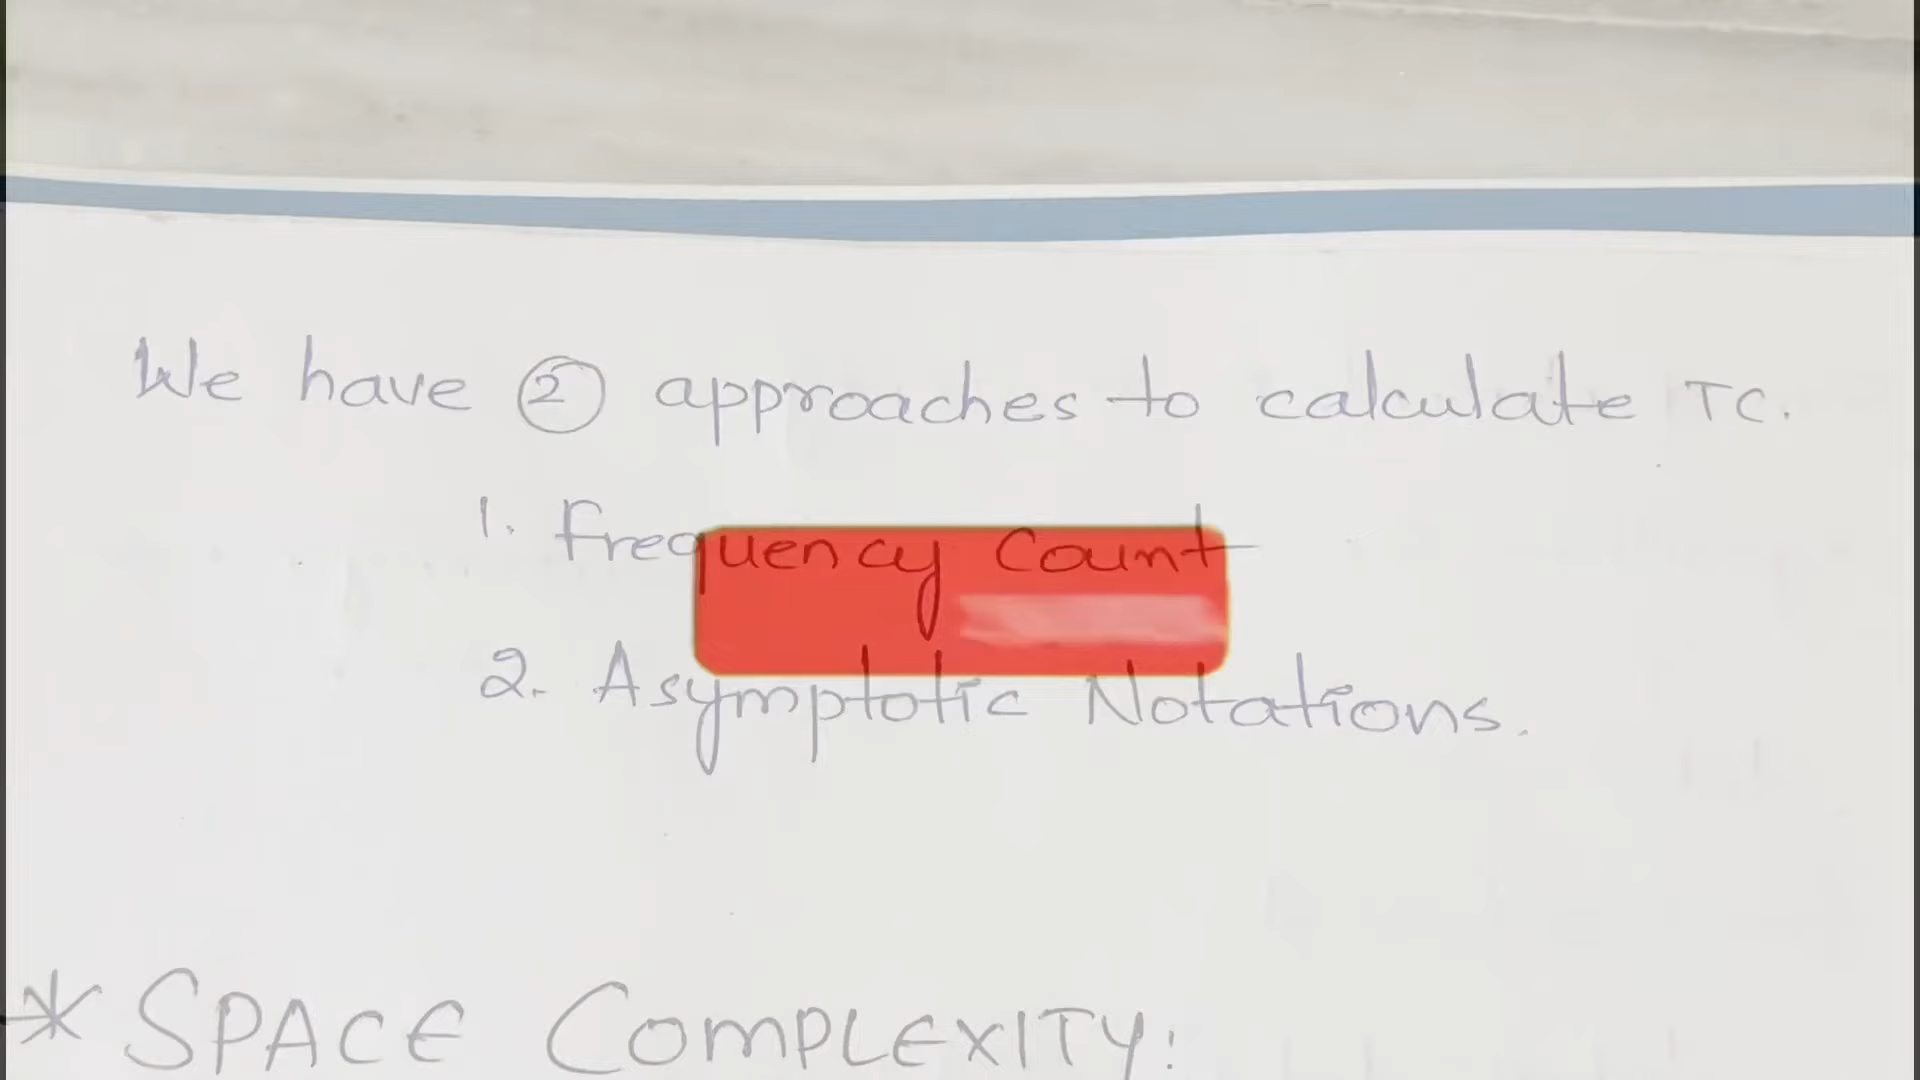 We have ② approaches to calculate TC.
1. Frequency Count
2. Asymptotic Notations.
* SPACE COMPLEXITY: